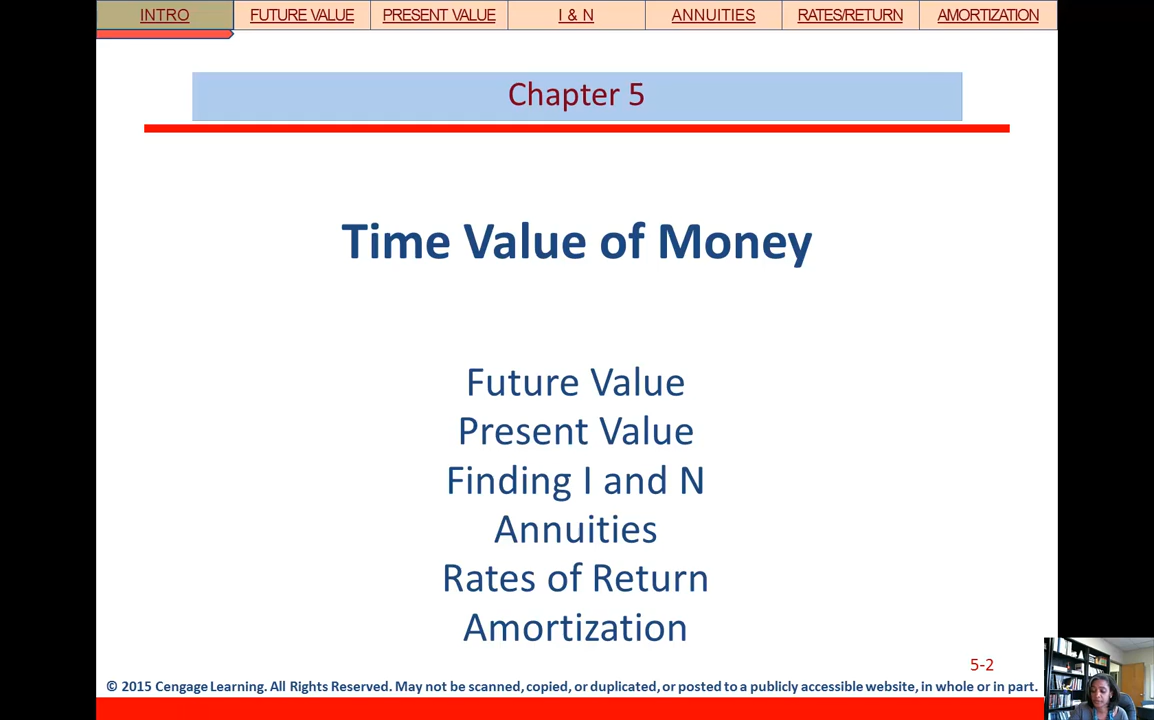 INTRO FUTURE VALUE PRESENT VALUE I & N ANNUITIES RATES/RETURN AMORTIZATION
Chapter 5
Time Value of Money
Future Value
Present Value
Finding I and N
Annuities
Rates of Return
Amortization
5-2
© 2015 Cengage Learning. All Rights Reserved. May not be scanned, copied, or duplicated, or posted to a publicly accessible website, in whole or in part.